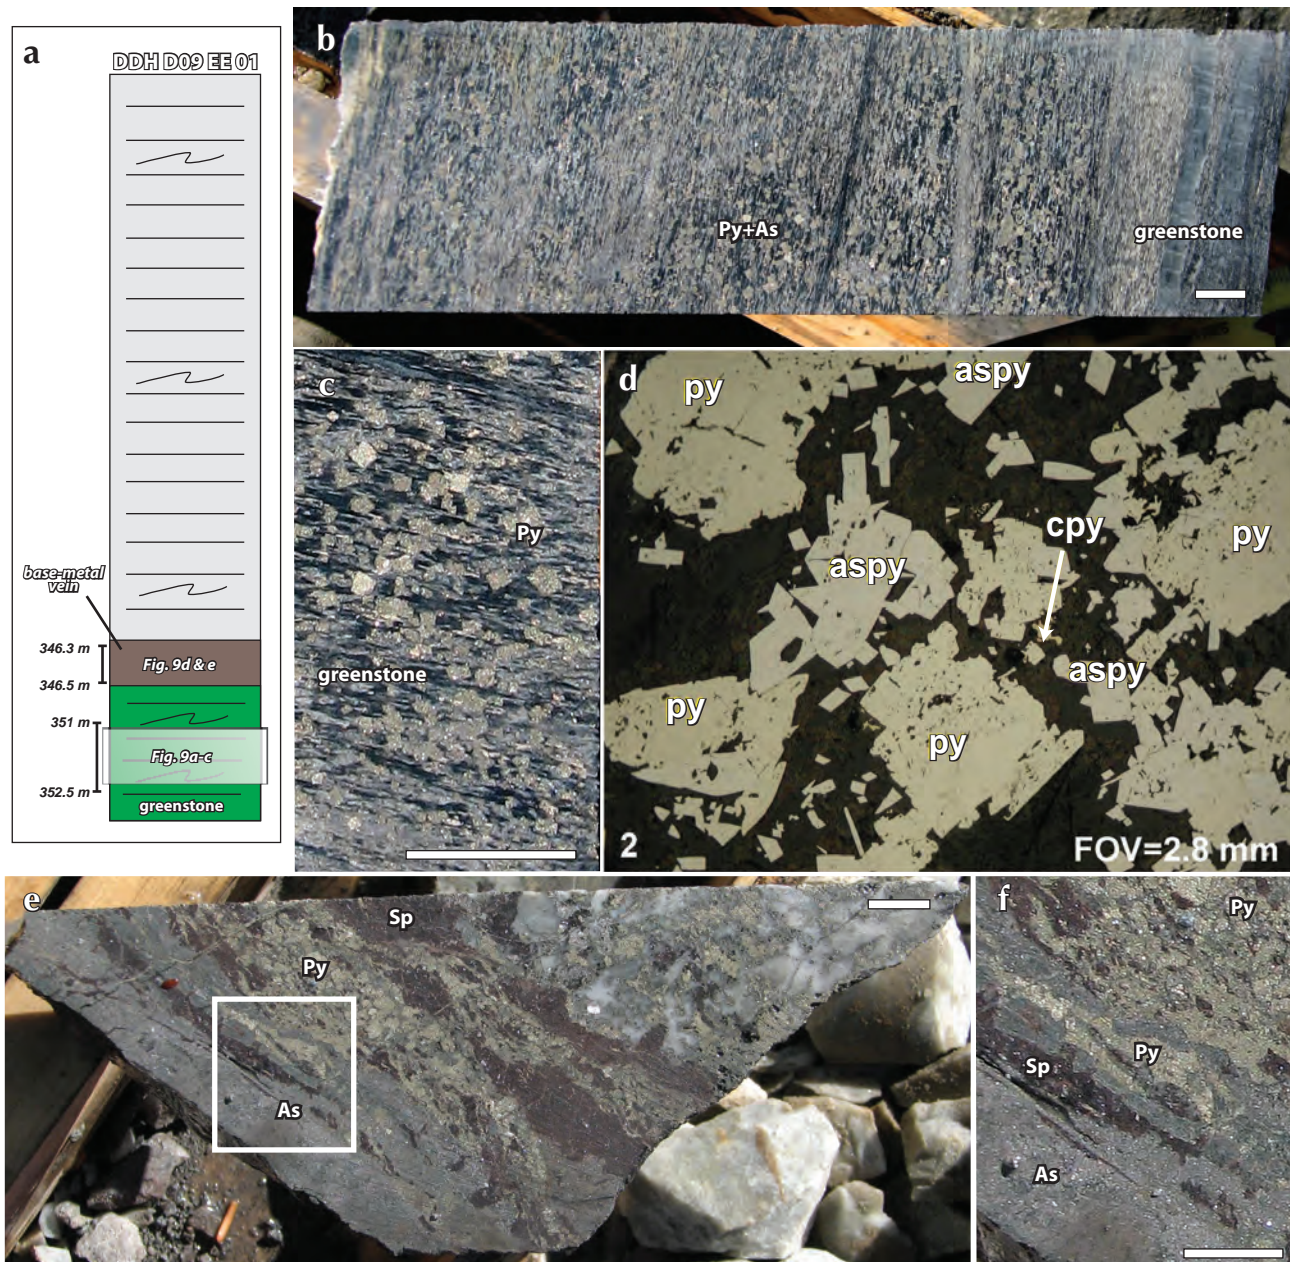 a
DDH D09 EE 01
base-metal
vein
346.3 m
Fig. 9d & e
346.5 m
351 m
Fig. 9a-c
352.5 m
greenstone
b
Py+As
greenstone
c
Py
greenstone
d
py
aspy
cpy
py
aspy
aspy
py
py
2
FOV=2.8 mm
e
Sp
Py
As
f
Py
Py
Sp
As